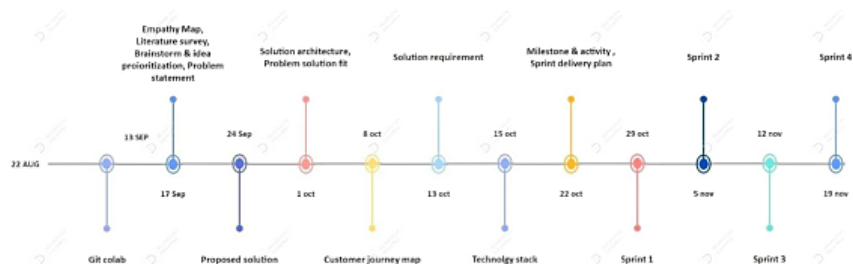 Empathy Map,
Literature survey,
Brainstorm & idea
proioritization, Problem
statement
Solution architecture,
Problem solution fit
Solution requirement
Milestone & activity ,
Sprint delivery plan
Sprint 2
Sprint 4
13 SEP
24 Sep
8 oct
15 oct
29 oct
12 nov
22 AUG
17 Sep
1 oct
13 oct
22 oct
5 nov
19 nov
Git colab
Proposed solution
Customer journey map
Technolgy stack
Sprint 1
Sprint 3